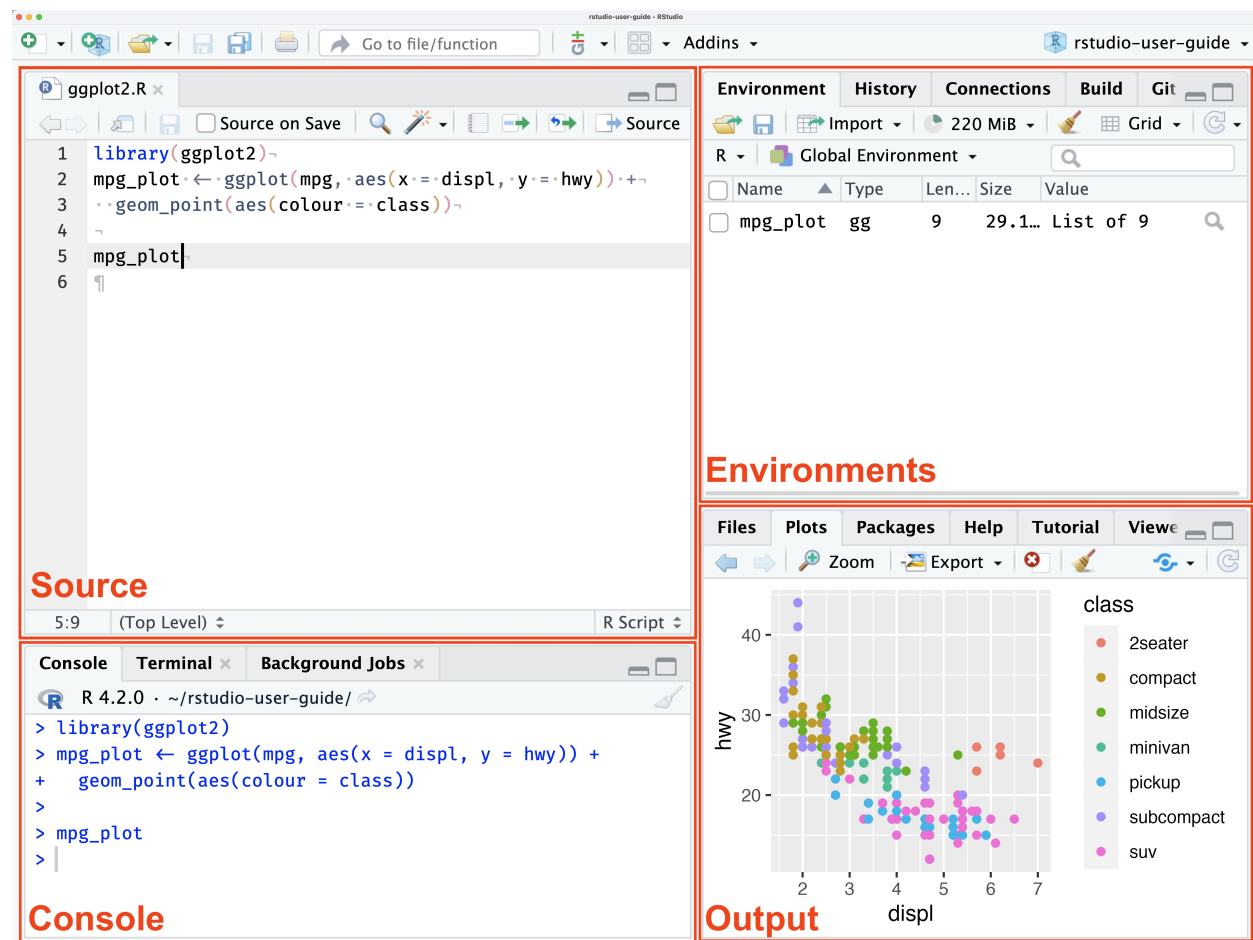 rstudio-user-guide - RStudio
Go to file/function
Addins
rstudio-user-guide
ggplot2.R
Source on Save
Source
1 library(ggplot2)¬
2 mpg_plot·<-·ggplot(mpg,·aes(x·=·displ,·y·=·hwy))·+¬
3 ··geom_point(aes(colour·=·class))¬
4 ¬
5 mpg_plot¬
6 ¶
Source
5:9 (Top Level) R Script
Console Terminal Background Jobs
R 4.2.0 · ~/rstudio-user-guide/
> library(ggplot2)
> mpg_plot <- ggplot(mpg, aes(x = displ, y = hwy)) +
+   geom_point(aes(colour = class))
>
> mpg_plot
>
Console
Environment History Connections Build Git
Import 220 MiB Grid
R Global Environment
Name Type Len... Size Value
mpg_plot gg 9 29.1… List of 9
Environments
Files Plots Packages Help Tutorial Viewe
Zoom Export
hwy
40
30
20
2 3 4 5 6 7
displ
class
2seater
compact
midsize
minivan
pickup
subcompact
suv
Output